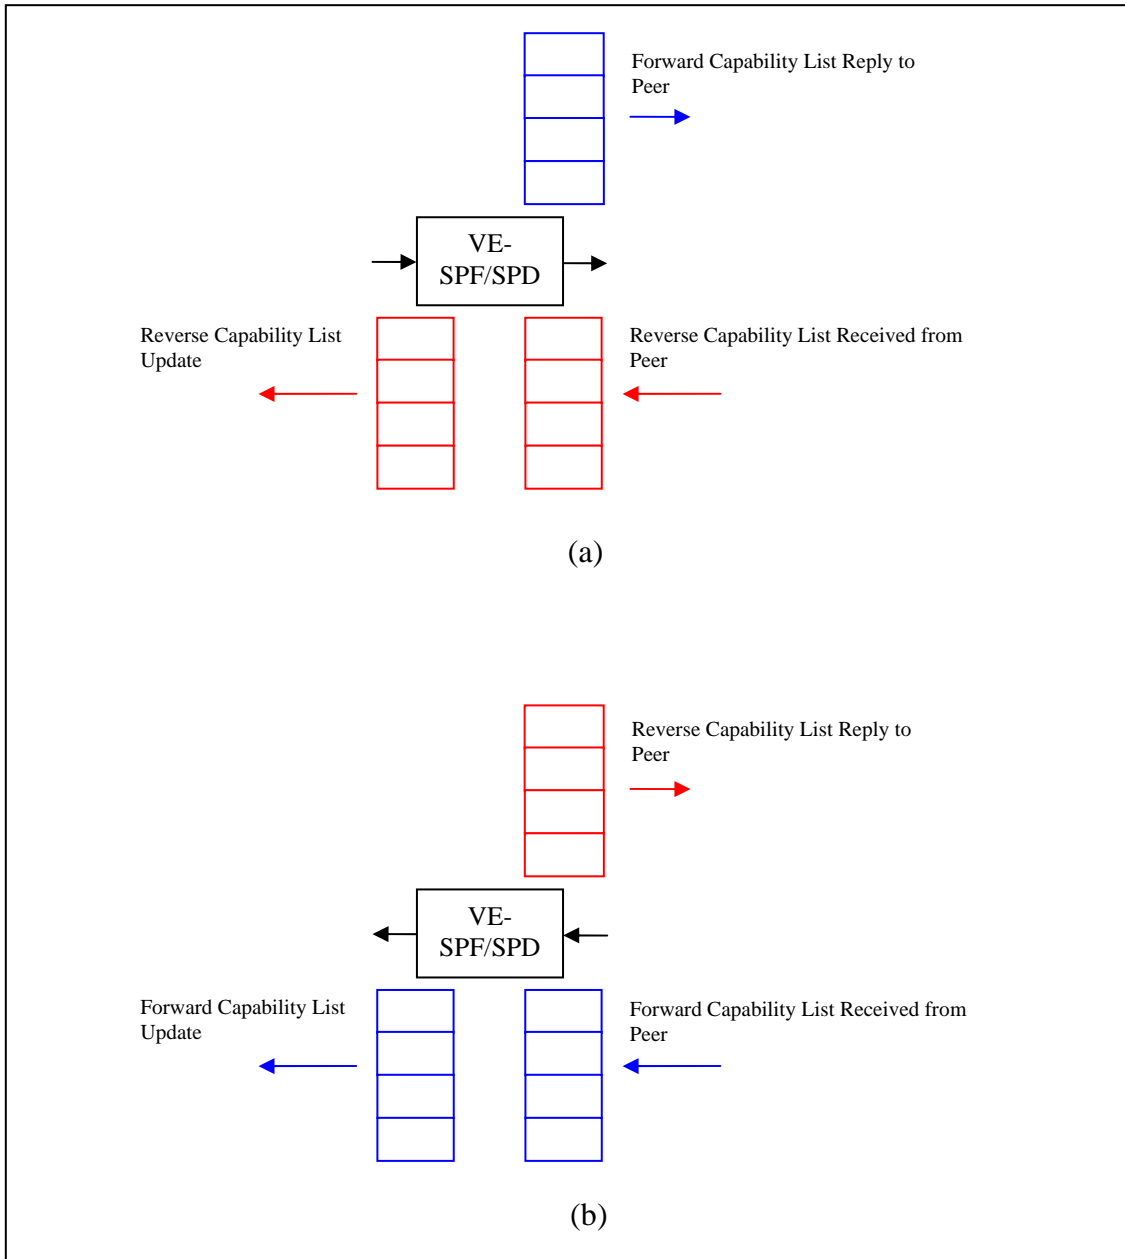 Forward Capability List Reply to
Peer
VE-
SPF/SPD
Reverse Capability List
Update
Reverse Capability List Received from
Peer
(a)
Reverse Capability List Reply to
Peer
VE-
SPF/SPD
Forward Capability List
Update
Forward Capability List Received from
Peer
(b)